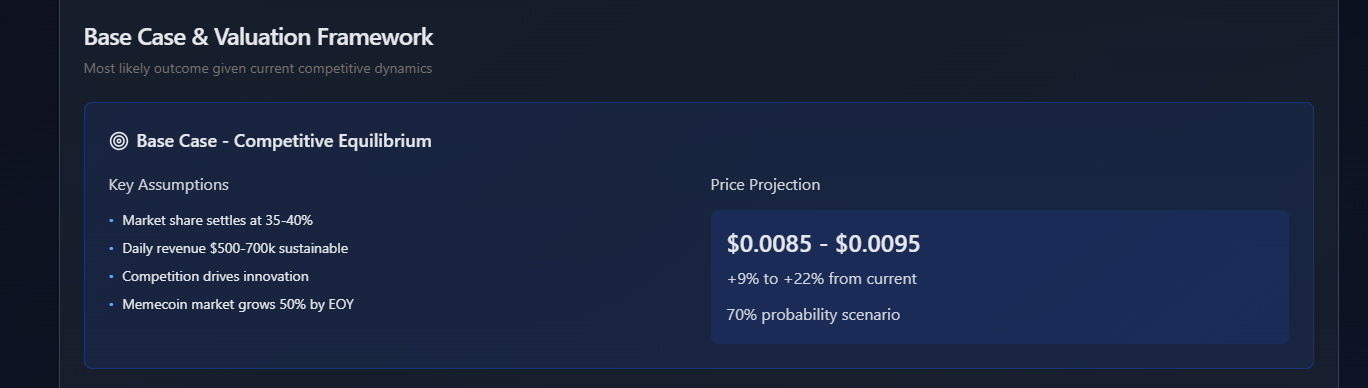 Base Case & Valuation Framework
Most likely outcome given current competitive dynamics
Base Case - Competitive Equilibrium
Key Assumptions
• Market share settles at 35-40%
• Daily revenue $500-700k sustainable
• Competition drives innovation
• Memecoin market grows 50% by EOY
Price Projection
$0.0085 - $0.0095
+9% to +22% from current
70% probability scenario